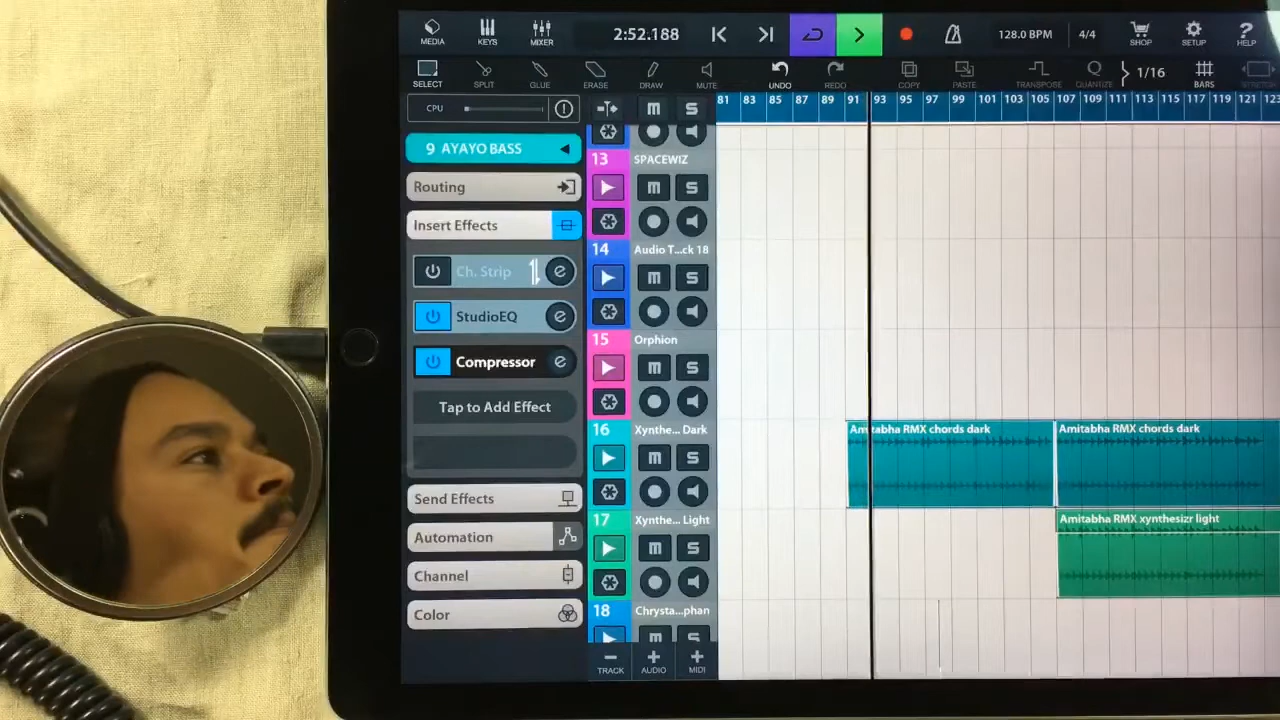 MEDIA
KEYS
MIXER
2:52.188
128.0 BPM
4/4
SHOP
SETUP
HELP
SELECT
SPLIT
GLUE
ERASE
DRAW
MUTE
UNDO
REDO
COPY
PASTE
TRANSPOSE
QUANTIZE
1/16
BARS
CPU
M
S
81 83 85 87 89 91 93 95 97 99 101 103 105 107 109 111 113 115 117 119 121 123
9 AYAYO BASS
Routing
Insert Effects
Ch. Strip
e
StudioEQ
e
Compressor
e
Tap to Add Effect
Send Effects
Automation
Channel
Color
13 SPACEWIZ
M S
14 Audio T...ck 18
M S
15 Orphion
M S
16 Xynthe... Dark
M S
17 Xynthe... Light
M S
18 Chrysta...phan
M S
TRACK
AUDIO
MIDI
Amitabha RMX chords dark
Amitabha RMX chords dark
Amitabha RMX xynthesizr light